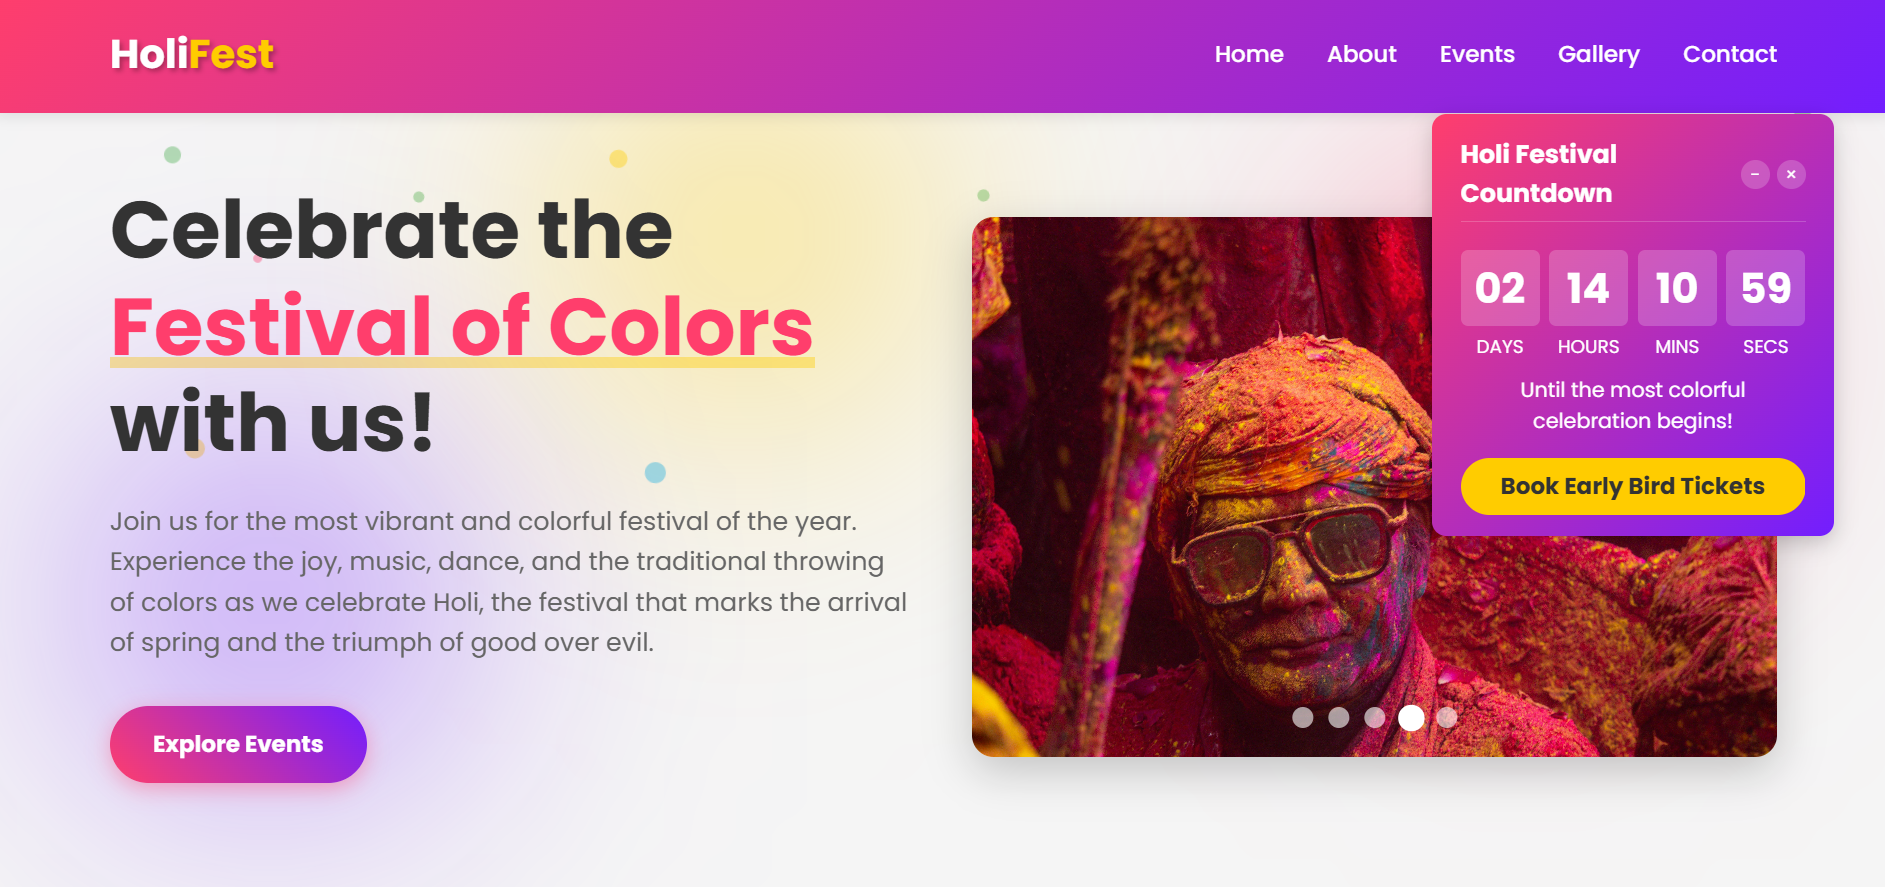 HoliFest
Home About Events Gallery Contact
Celebrate the
Festival of Colors
with us!
Join us for the most vibrant and colorful festival of the year.
Experience the joy, music, dance, and the traditional throwing
of colors as we celebrate Holi, the festival that marks the arrival
of spring and the triumph of good over evil.
Explore Events
Holi Festival
Countdown
02 14 10 59
DAYS HOURS MINS SECS
Until the most colorful
celebration begins!
Book Early Bird Tickets